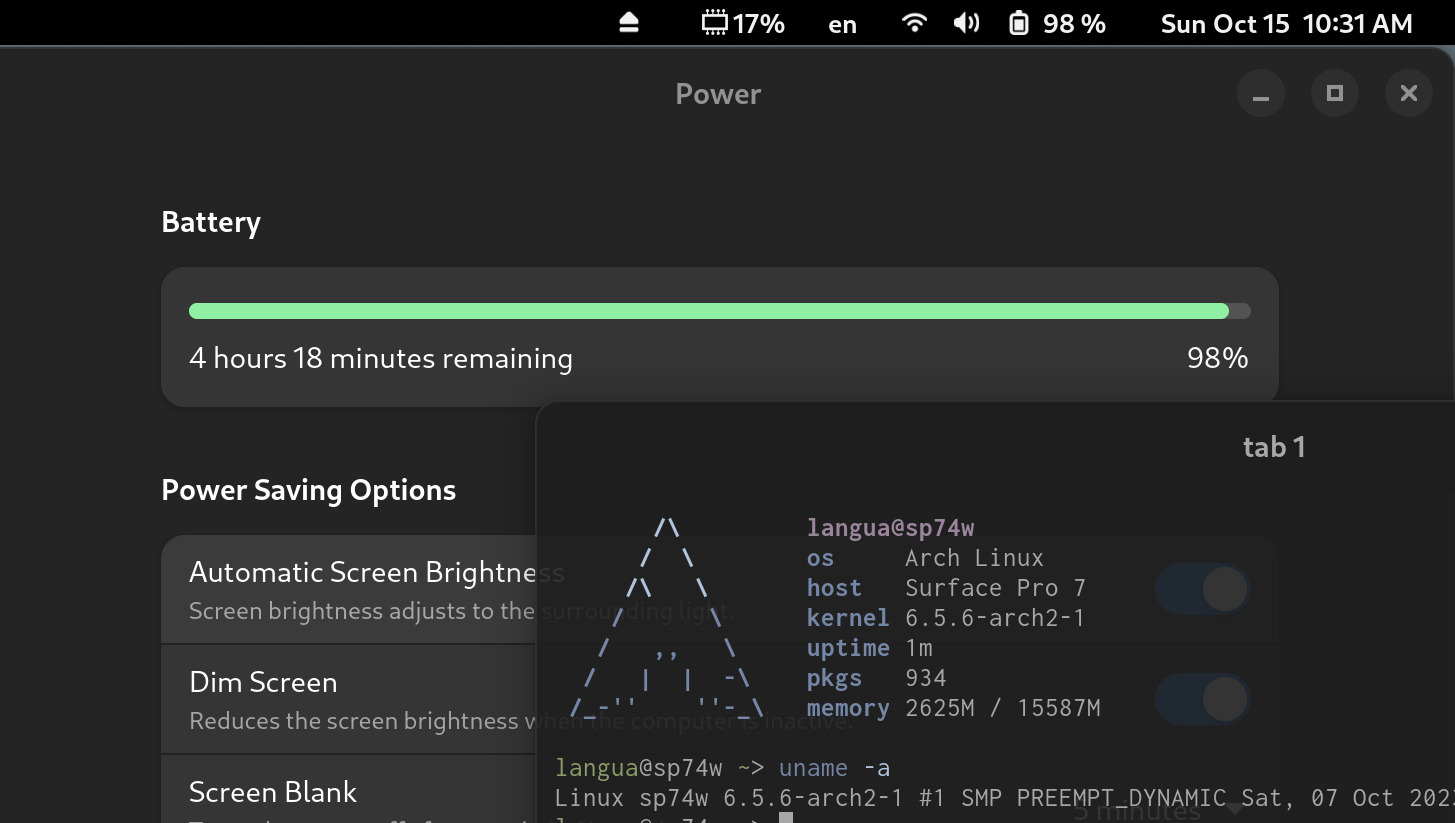 17% en 98 % Sun Oct 15 10:31 AM
Power
Battery
4 hours 18 minutes remaining 98%
tab 1
Power Saving Options
Automatic Screen Brightness
Screen brightness adjusts to the surrounding light.
Dim Screen
Reduces the screen brightness when the computer is inactive.
Screen Blank
5 minutes
langua@sp74w
os Arch Linux
host Surface Pro 7
kernel 6.5.6-arch2-1
uptime 1m
pkgs 934
memory 2625M / 15587M
langua@sp74w ~> uname -a
Linux sp74w 6.5.6-arch2-1 #1 SMP PREEMPT_DYNAMIC Sat, 07 Oct 202